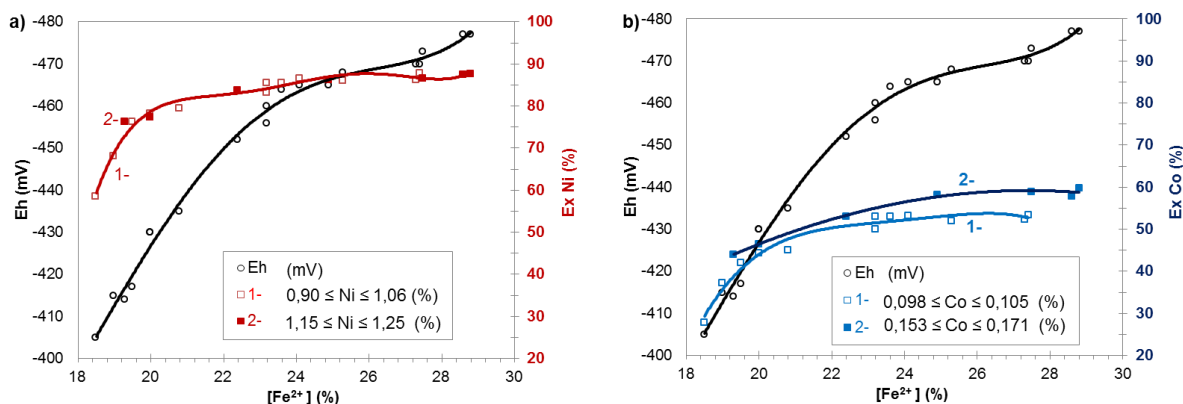 a)
-480
-470
-460
-450
-440
-430
-420
-410
-400
Eh (mV)
100
90
80
70
60
50
40
30
20
Ex Ni (%)
2-
1-
Eh (mV)
1- 0,90 ≤ Ni ≤ 1,06 (%)
2- 1,15 ≤ Ni ≤ 1,25 (%)
18 20 22 24 26 28 30
[Fe²⁺] (%)
b)
-480
-470
-460
-450
-440
-430
-420
-410
-400
Eh (mV)
100
90
80
70
60
50
40
30
20
Ex Co (%)
2-
1-
Eh (mV)
1- 0,098 ≤ Co ≤ 0,105 (%)
2- 0,153 ≤ Co ≤ 0,171 (%)
18 20 22 24 26 28 30
[Fe²⁺] (%)